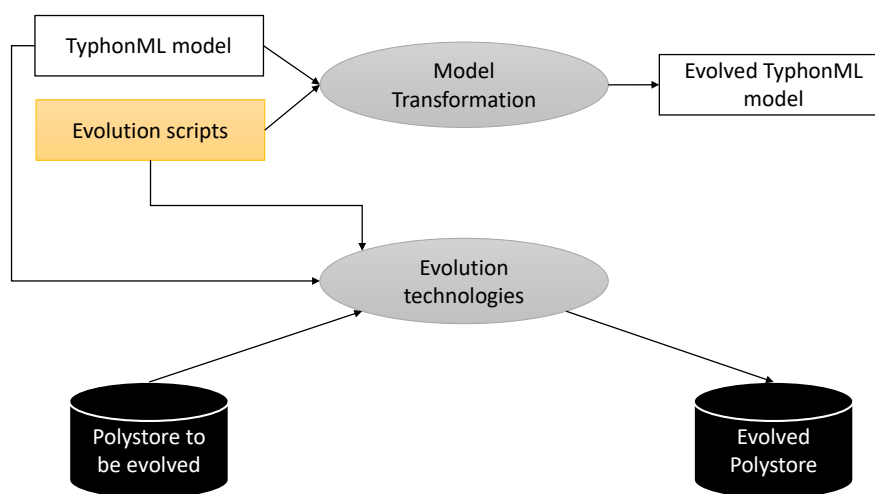 TyphonML model
Model
Transformation
Evolved TyphonML
model
Evolution scripts
Evolution
technologies
Polystore to
be evolved
Evolved
Polystore